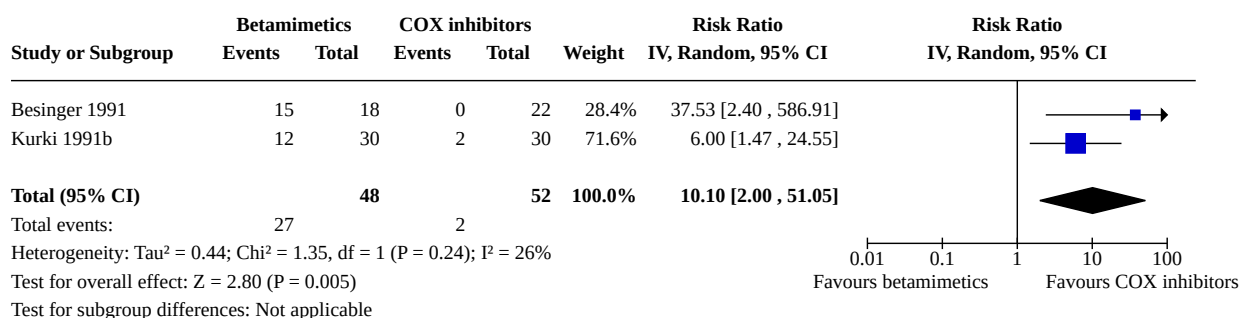 Betamimetics COX inhibitors Risk Ratio Risk Ratio
Study or Subgroup Events Total Events Total Weight IV, Random, 95% CI IV, Random, 95% CI
Besinger 1991 15 18 0 22 28.4% 37.53 [2.40 , 586.91]
Kurki 1991b 12 30 2 30 71.6% 6.00 [1.47 , 24.55]
Total (95% CI) 48 52 100.0% 10.10 [2.00 , 51.05]
Total events: 27 2
Heterogeneity: Tau² = 0.44; Chi² = 1.35, df = 1 (P = 0.24); I² = 26%
0.01 0.1 1 10 100
Test for overall effect: Z = 2.80 (P = 0.005) Favours betamimetics Favours COX inhibitors
Test for subgroup differences: Not applicable